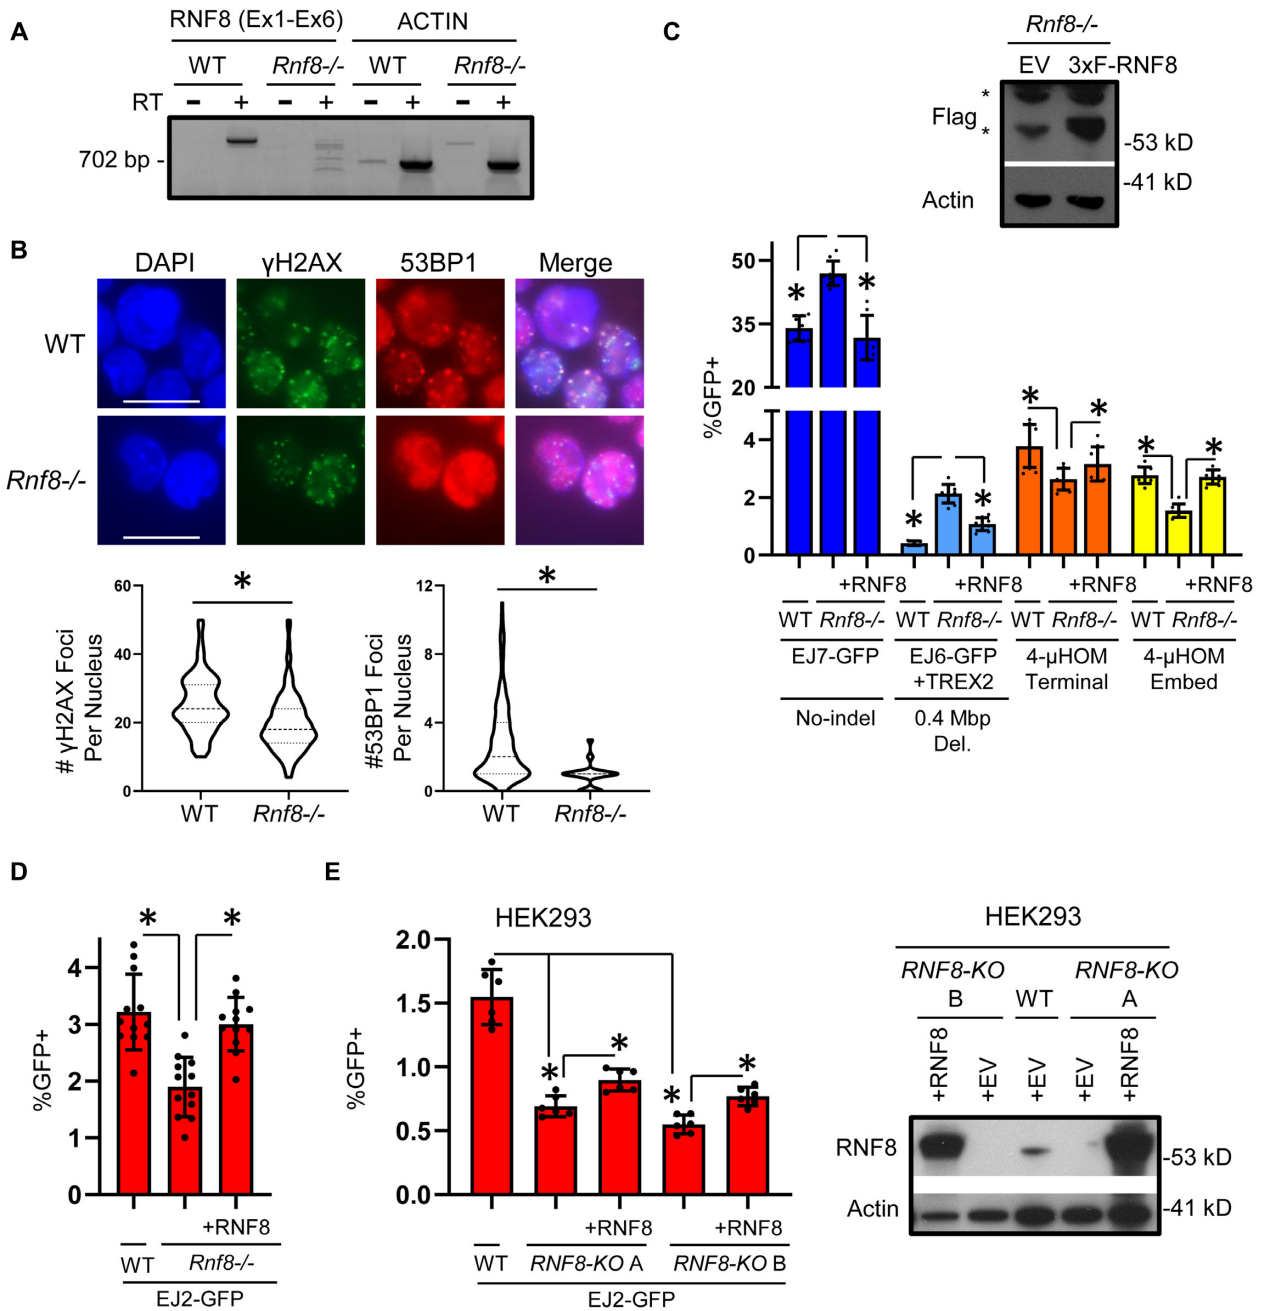 A
RNF8 (Ex1-Ex6) ACTIN
WT Rnf8-/- WT Rnf8-/-
RT - + - + - + - +
702 bp -
B
DAPI γH2AX 53BP1 Merge
WT
Rnf8-/-
# γH2AX Foci
Per Nucleus
60
40
20
0
*
WT Rnf8-/-
#53BP1 Foci
Per Nucleus
12
8
4
0
*
WT Rnf8-/-
C
Rnf8-/-
EV 3xF-RNF8
*
Flag
*
-53 kD
-41 kD
Actin
%GFP+
50
35
20
4
2
0
* * * * * * * *
+RNF8 +RNF8 +RNF8 +RNF8
WT Rnf8-/- WT Rnf8-/- WT Rnf8-/- WT Rnf8-/-
EJ7-GFP EJ6-GFP 4-μHOM 4-μHOM
+TREX2 Terminal Embed
No-indel 0.4 Mbp
Del.
D
%GFP+
4
3
2
1
0
* *
+RNF8
WT Rnf8-/-
EJ2-GFP
E
HEK293
%GFP+
2.0
1.5
1.0
0.5
0.0
* * * *
+RNF8 +RNF8
WT RNF8-KO A RNF8-KO B
EJ2-GFP
HEK293
RNF8-KO RNF8-KO
B WT A
+RNF8 +EV +EV +EV +RNF8
RNF8
-53 kD
Actin
-41 kD